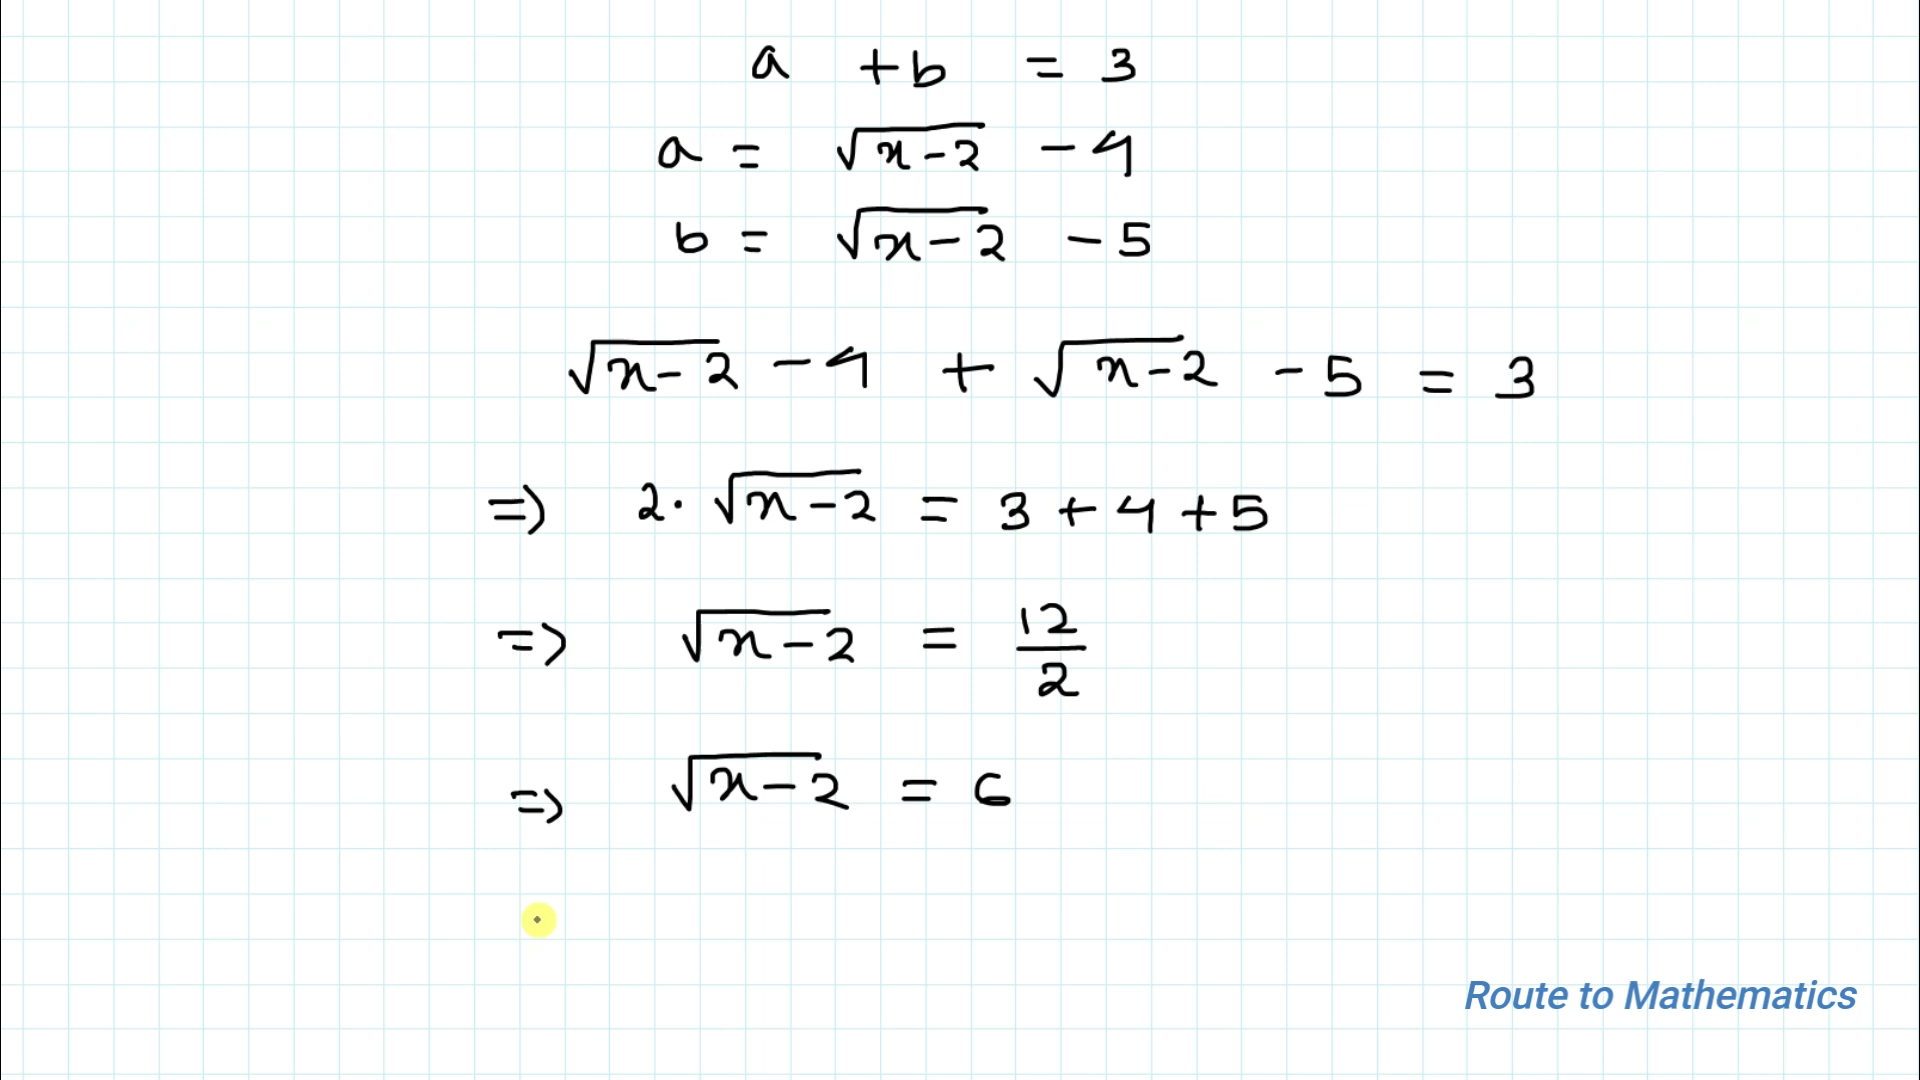 a + b = 3
a = √x-2 - 4
b = √x-2 - 5
√x-2 - 4 + √x-2 - 5 = 3
=> 2 · √x-2 = 3 + 4 + 5
=> √x-2 = 12/2
=> √x-2 = 6
Route to Mathematics